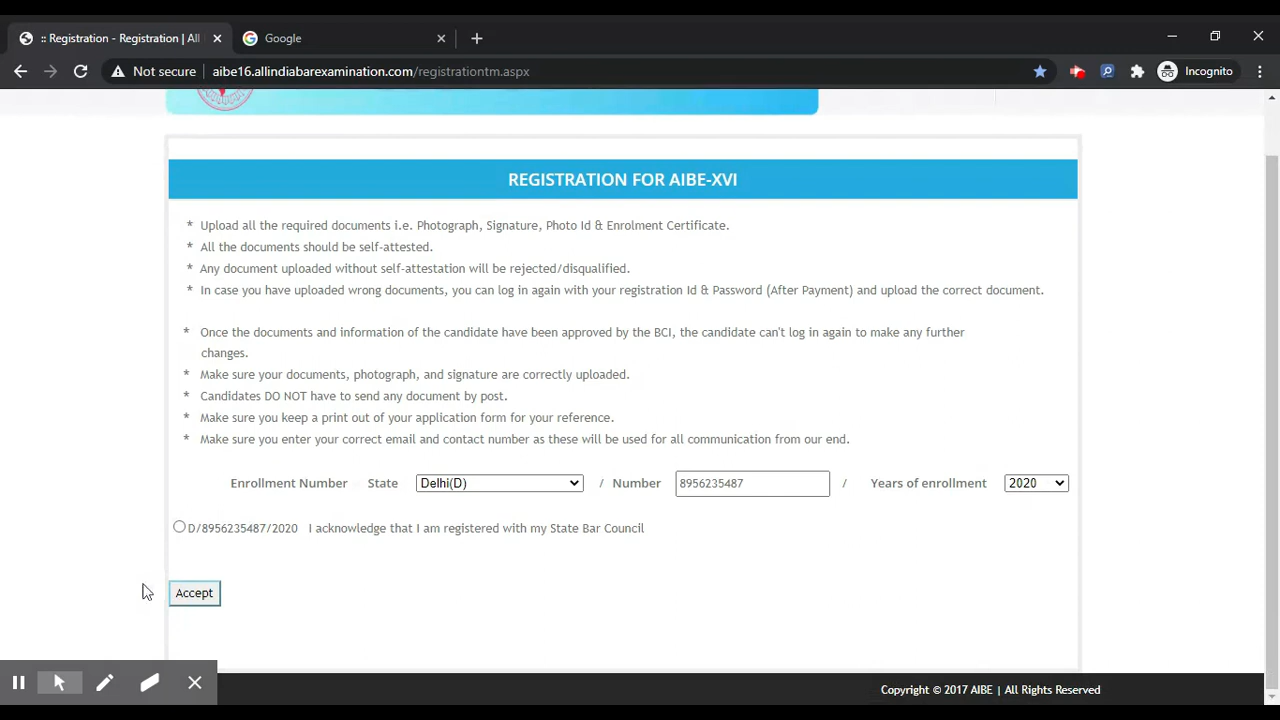 :: Registration - Registration | All
Google
Not secure
aibe16.allindiabarexamination.com/registrationtm.aspx
Incognito
REGISTRATION FOR AIBE-XVI
* Upload all the required documents i.e. Photograph, Signature, Photo Id & Enrolment Certificate.
* All the documents should be self-attested.
* Any document uploaded without self-attestation will be rejected/disqualified.
* In case you have uploaded wrong documents, you can log in again with your registration Id & Password (After Payment) and upload the correct document.
* Once the documents and information of the candidate have been approved by the BCI, the candidate can't log in again to make any further
changes.
* Make sure your documents, photograph, and signature are correctly uploaded.
* Candidates DO NOT have to send any document by post.
* Make sure you keep a print out of your application form for your reference.
* Make sure you enter your correct email and contact number as these will be used for all communication from our end.
Enrollment Number State Delhi(D) / Number 8956235487 / Years of enrollment 2020
D/8956235487/2020 I acknowledge that I am registered with my State Bar Council
Accept
Copyright © 2017 AIBE | All Rights Reserved